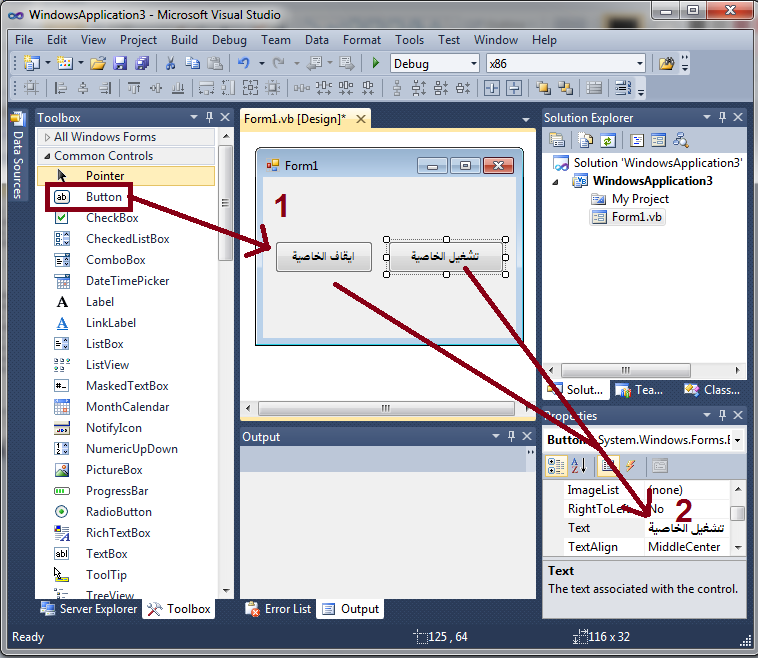 WindowsApplication3 - Microsoft Visual Studio
File Edit View Project Build Debug Team Data Format Tools Test Window Help
Debug x86
Toolbox
All Windows Forms
Common Controls
Pointer
Button
CheckBox
CheckedListBox
ComboBox
DateTimePicker
Label
LinkLabel
ListBox
ListView
MaskedTextBox
MonthCalendar
NotifyIcon
NumericUpDown
PictureBox
ProgressBar
RadioButton
RichTextBox
TextBox
ToolTip
TreeView
Server Explorer Toolbox
Data Sources
Form1.vb [Design]*
Form1
1
ايقاف الخاصية
تشغيل الخاصية
Output
Error List Output
Solution Explorer
Solution 'WindowsApplication3'
WindowsApplication3
My Project
Form1.vb
Solut... Tea... Class...
Properties
Button System.Windows.Forms.
ImageList (none)
RightToLeft No
2
Text تشغيل الخاصية
TextAlign MiddleCenter
Text
The text associated with the control.
Ready 125 , 64 116 x 32